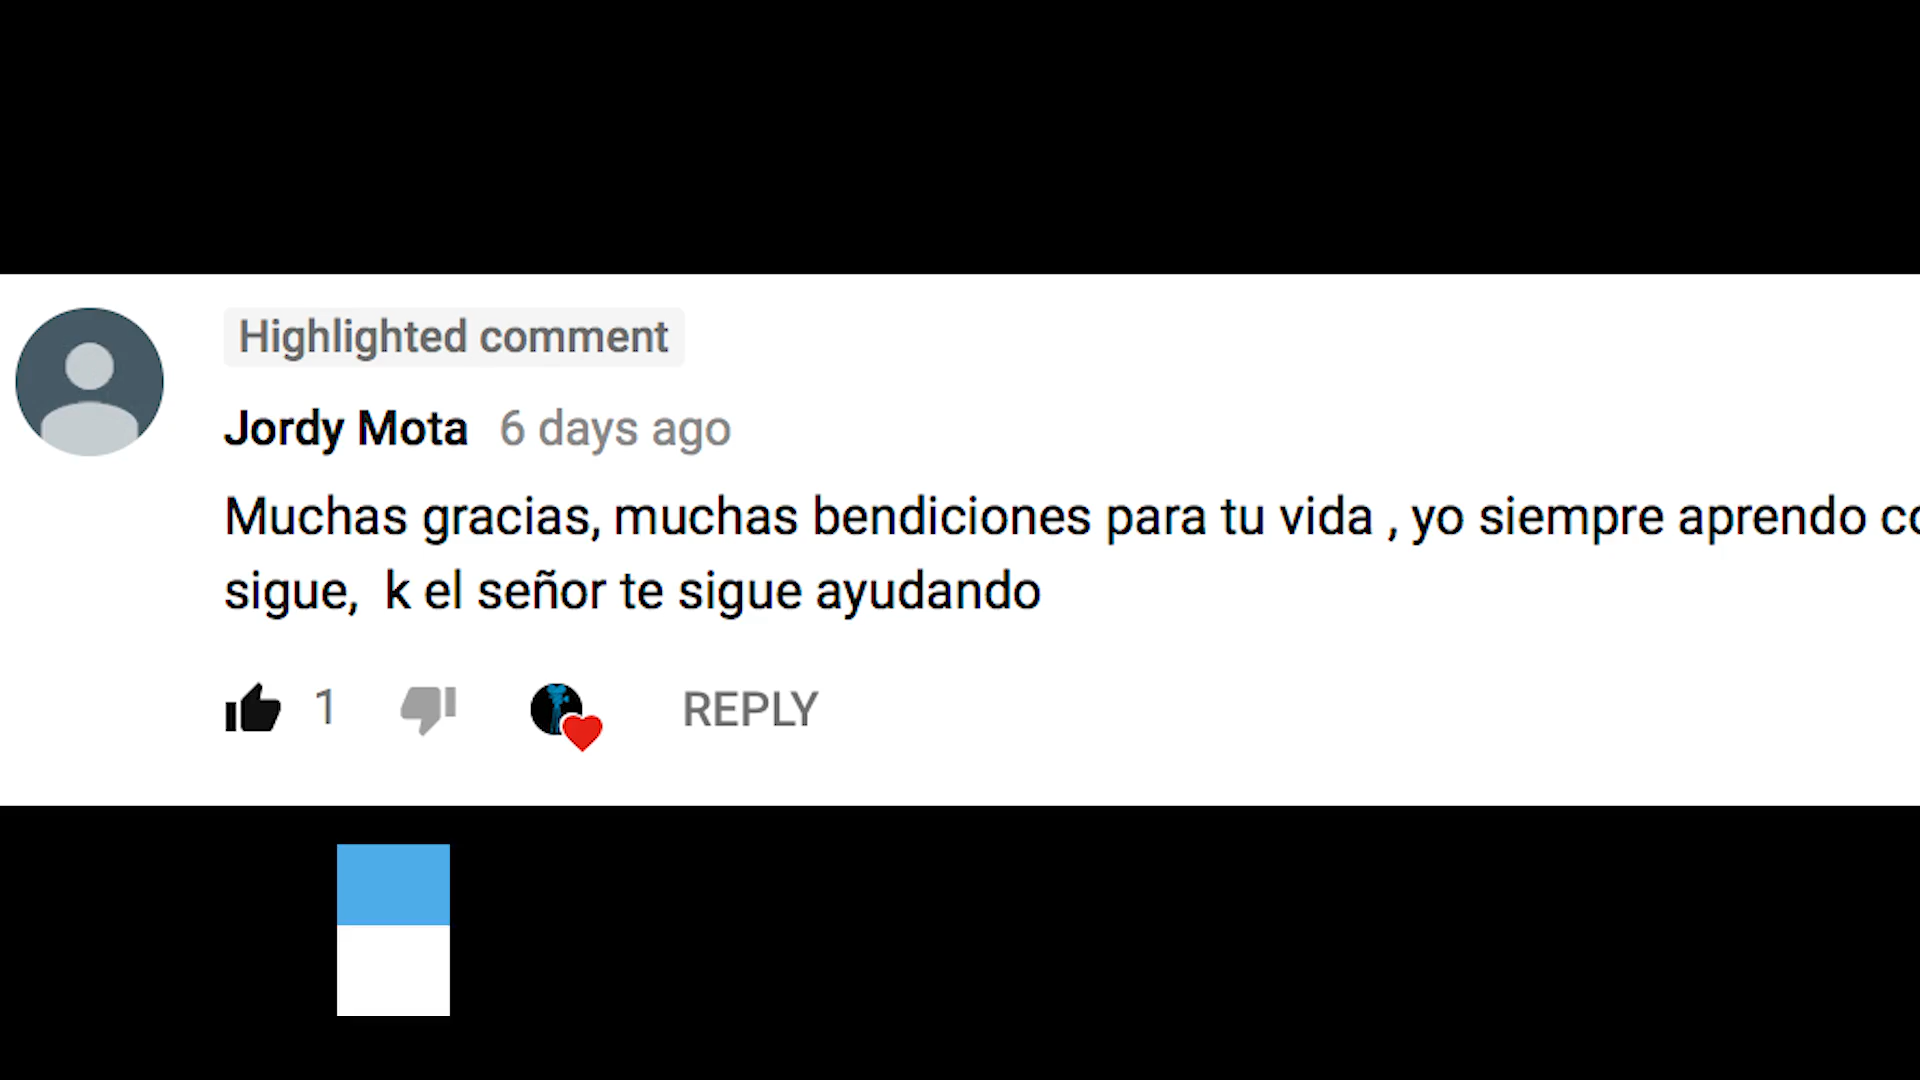 Highlighted comment
Jordy Mota 6 days ago
Muchas gracias, muchas bendiciones para tu vida , yo siempre aprendo
sigue, k el señor te sigue ayudando
1 REPLY